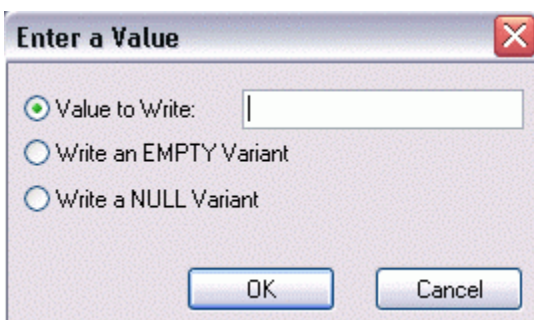 Enter a Value
Value to Write:
Write an EMPTY Variant
Write a NULL Variant
OK Cancel